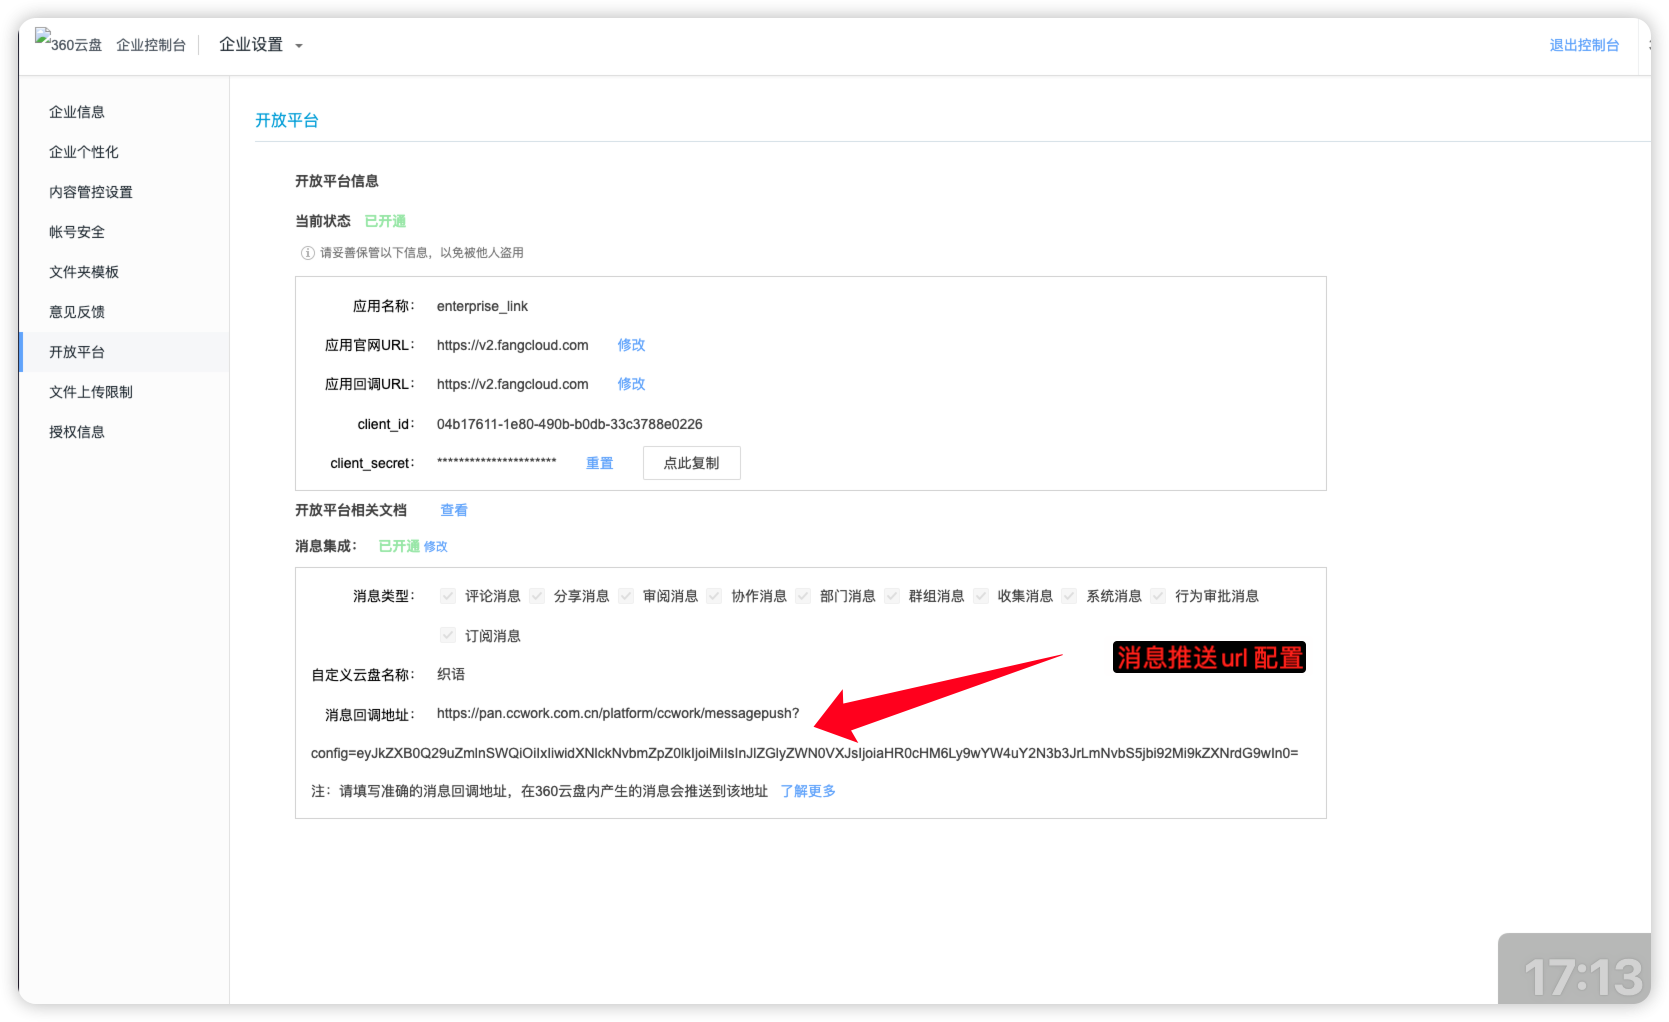 360云盘 企业控制台 企业设置 退出控制台
企业信息
企业个性化
内容管控设置
帐号安全
文件夹模板
意见反馈
开放平台
文件上传限制
授权信息
开放平台
开放平台信息
当前状态 已开通
请妥善保管以下信息，以免被他人盗用
应用名称： enterprise_link
应用官网URL： https://v2.fangcloud.com 修改
应用回调URL： https://v2.fangcloud.com 修改
client_id： 04b17611-1e80-490b-b0db-33c3788e0226
client_secret： ********************** 重置 点此复制
开放平台相关文档 查看
消息集成： 已开通 修改
消息类型： 评论消息 分享消息 审阅消息 协作消息 部门消息 群组消息 收集消息 系统消息 行为审批消息
订阅消息
消息推送url 配置
自定义云盘名称： 织语
消息回调地址： https://pan.ccwork.com.cn/platform/ccwork/messagepush?
config=eyJkZXB0Q29uZmlnSWQiOiIxIiwidXNlckNvbmZpZ0lkIjoiMiIsInJlZGlyZWN0VXJsIjoiaHR0cHM6Ly9wYW4uY2N3b3JrLmNvbS5jbi92Mi9kZXNrdG9wIn0=
注：请填写准确的消息回调地址，在360云盘内产生的消息会推送到该地址 了解更多
17:13